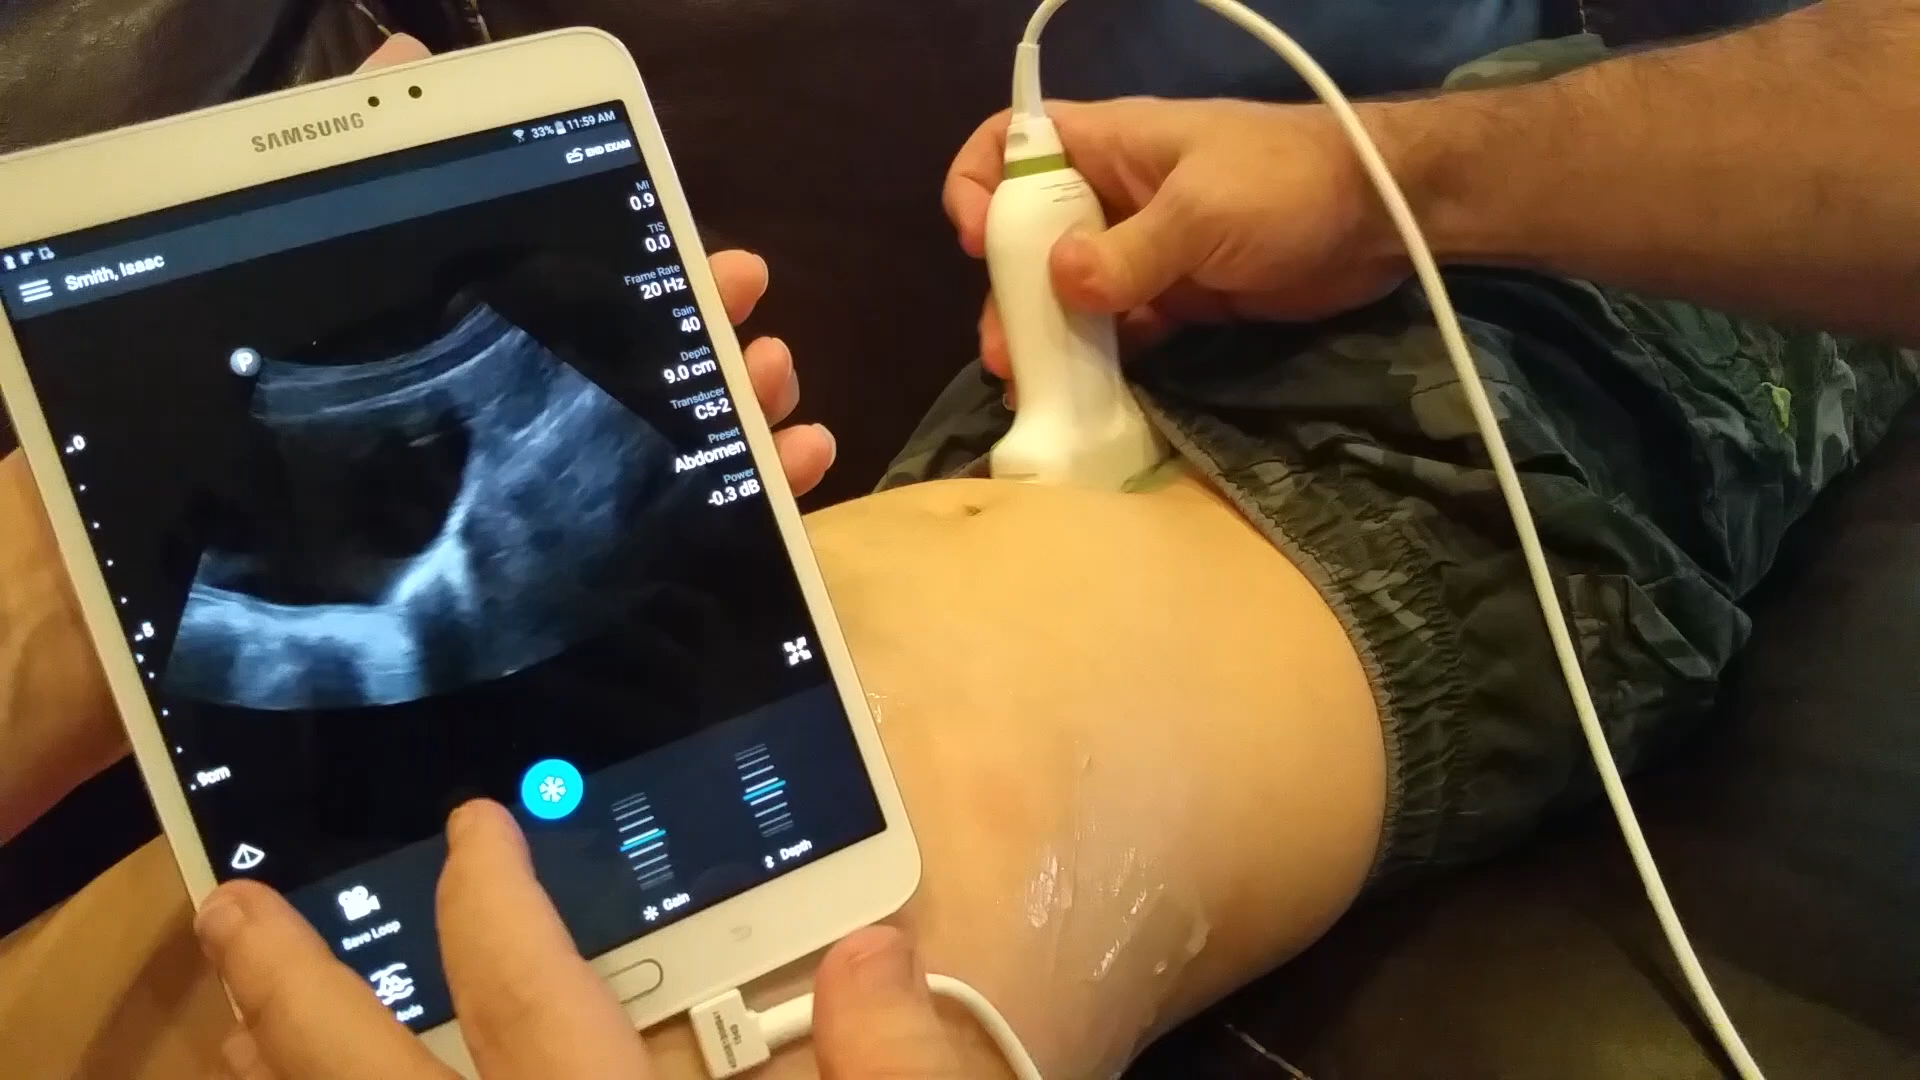 SAMSUNG
33% 11:59 AM
END EXAM
Smith, Isaac
MI
0.9
TIS
0.0
Frame Rate
20 Hz
Gain
40
Depth
9.0 cm
Transducer
C5-2
Preset
Abdomen
Power
-0.3 dB
P
0
5
9cm
Save Loop
Gain
Depth